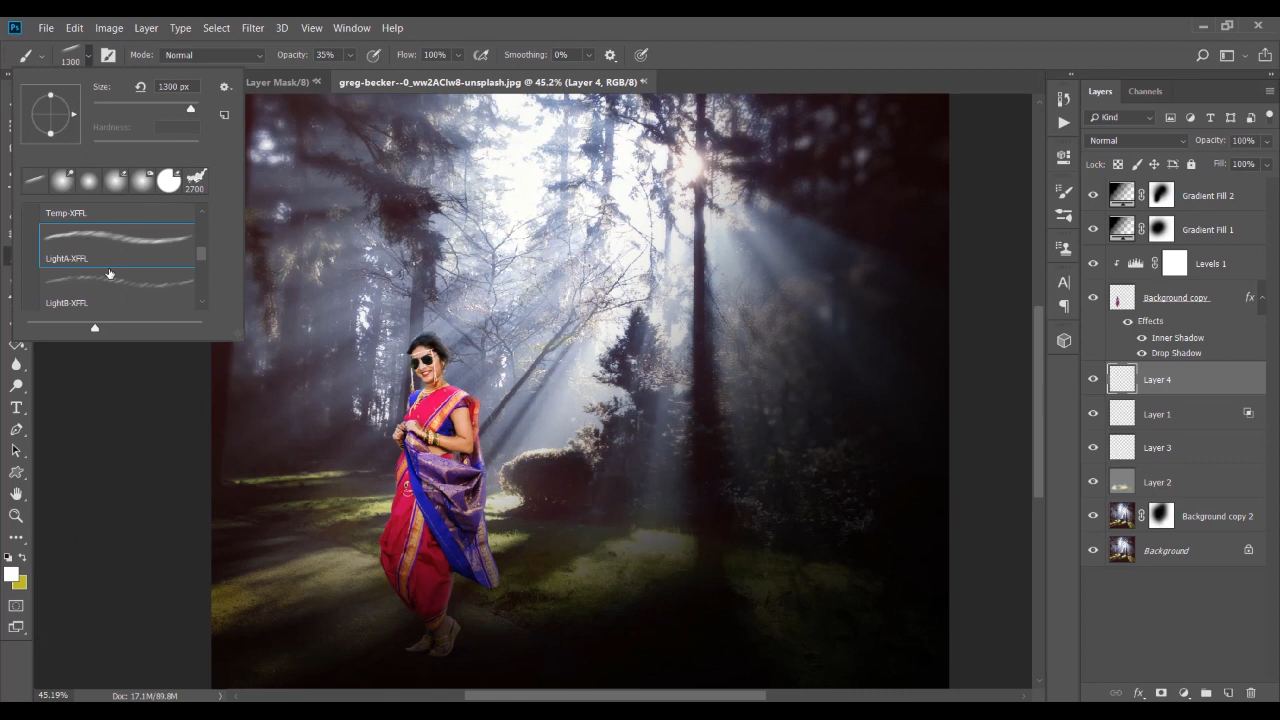 Ps File Edit Image Layer Type Select Filter 3D View Window Help
1300 Mode: Normal Opacity: 35% Flow: 100% Smoothing: 0%
Layer Mask/8) greg-becker--0_ww2AClw8-unsplash.jpg @ 45.2% (Layer 4, RGB/8)
Size: 1300 px
Hardness:
2700
Temp-XFFL
LightA-XFFL
LightB-XFFL
Layers Channels
Kind
Normal Opacity: 100%
Lock: Fill: 100%
Gradient Fill 2
Gradient Fill 1
Levels 1
Background copy fx
Effects
Inner Shadow
Drop Shadow
Layer 4
Layer 1
Layer 3
Layer 2
Background copy 2
Background
45.19% Doc: 17.1M/89.8M